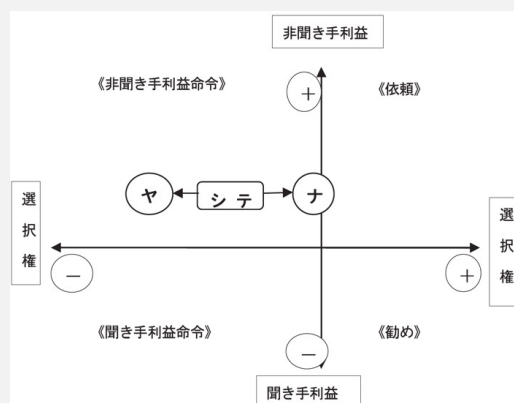 非聞き手利益
《非聞き手利益命令》
＋
《依頼》
ヤ
シテ
ナ
選
択
権
選
択
権
－
＋
《聞き手利益命令》
－
《勧め》
聞き手利益